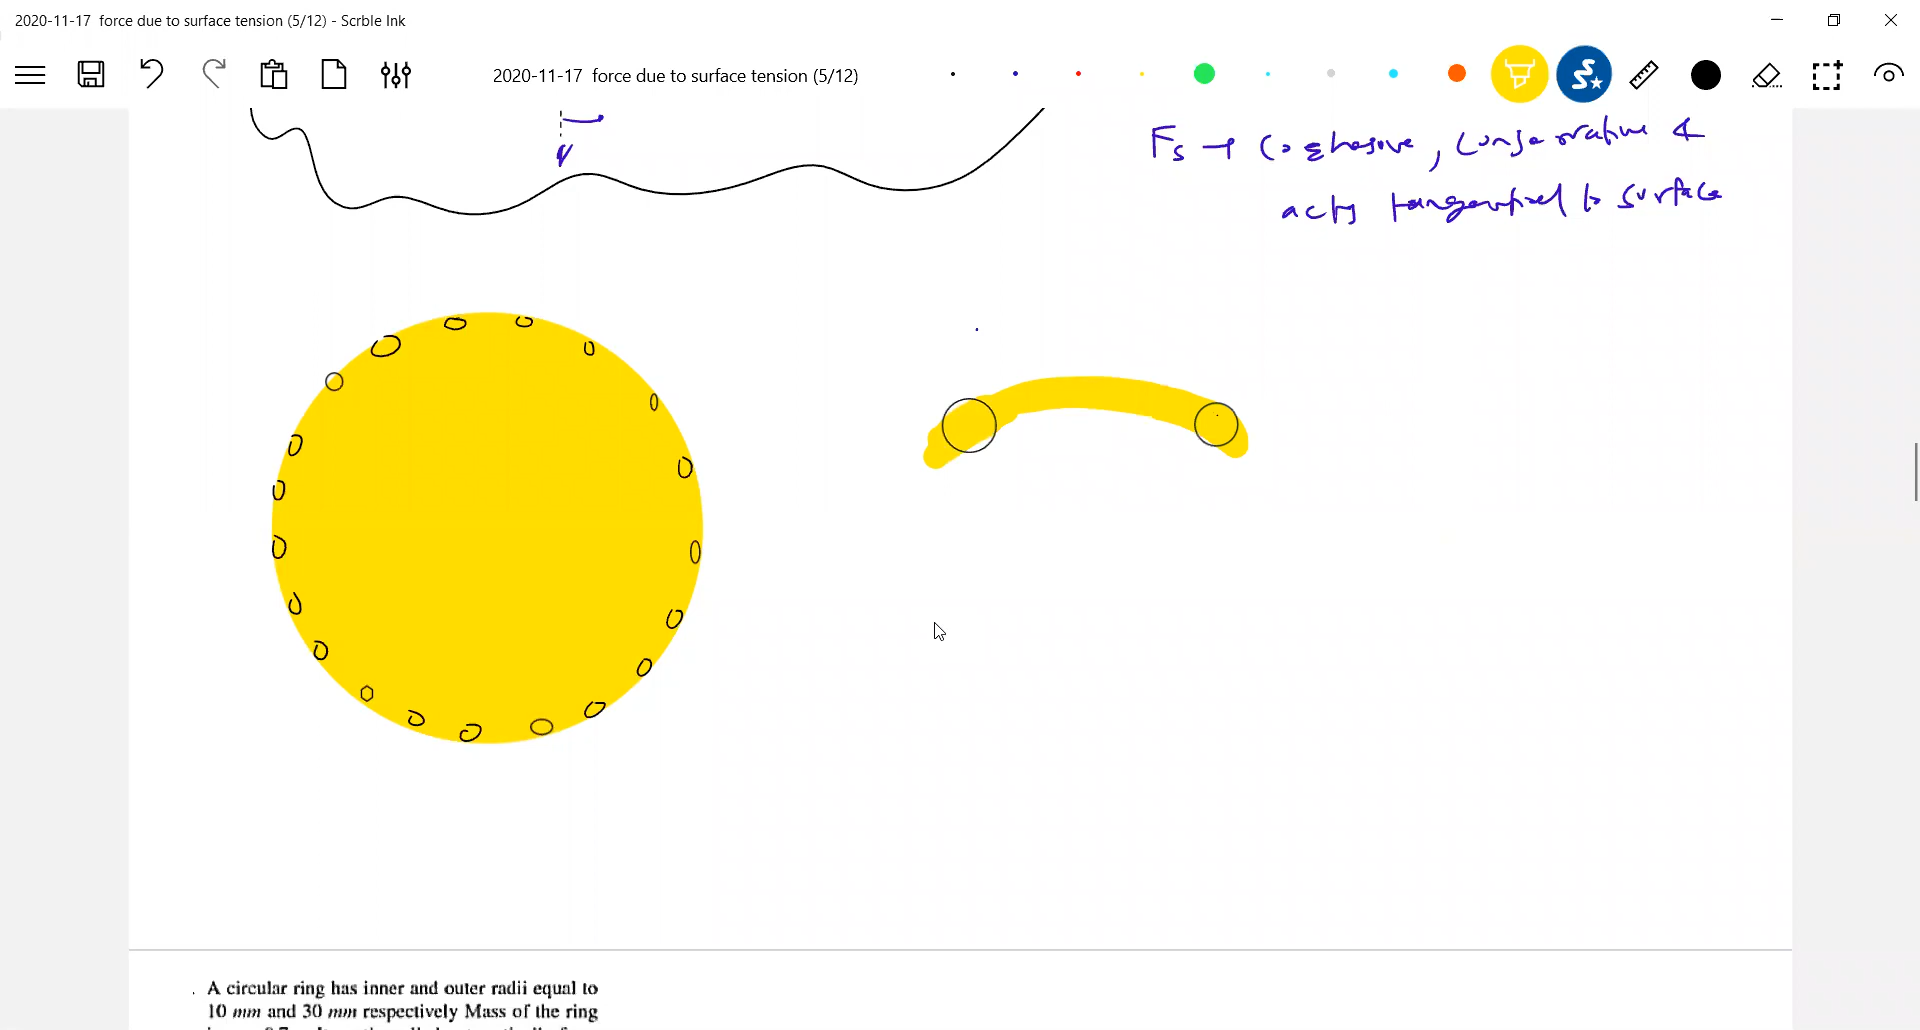 2020-11-17 force due to surface tension (5/12) - Scrble Ink
2020-11-17 force due to surface tension (5/12)
Fs → Cohesive, Conservative &
acts tangential to surface
A circular ring has inner and outer radii equal to
10 mm and 30 mm respectively Mass of the ring